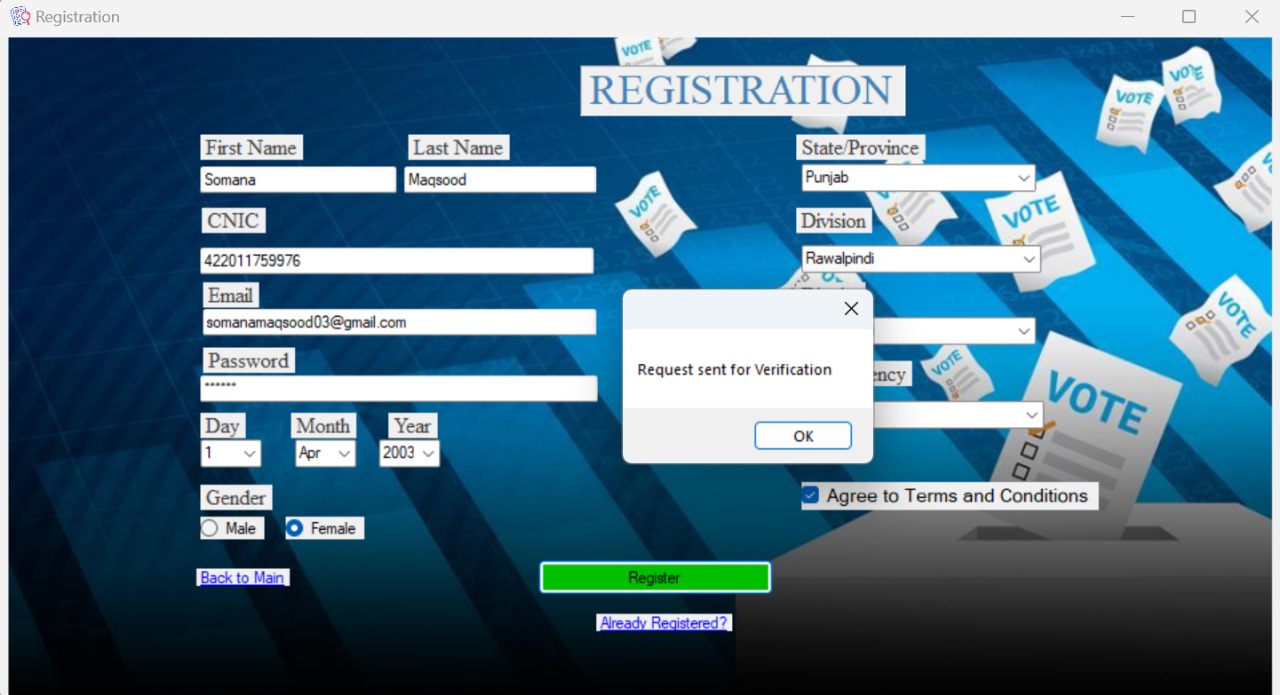 Registration
REGISTRATION
First Name
Last Name
Somana
Maqsood
CNIC
422011759976
Email
somanamaqsood03@gmail.com
Password
******
Day
Month
Year
1
Apr
2003
Gender
Male
Female
Back to Main
State/Province
Punjab
Division
Rawalpindi
Request sent for Verification
OK
Agree to Terms and Conditions
Register
Already Registered?
VOTE
VOTE
VOTE
VOTE
VOTE
VOTE
VOTE
VOTE